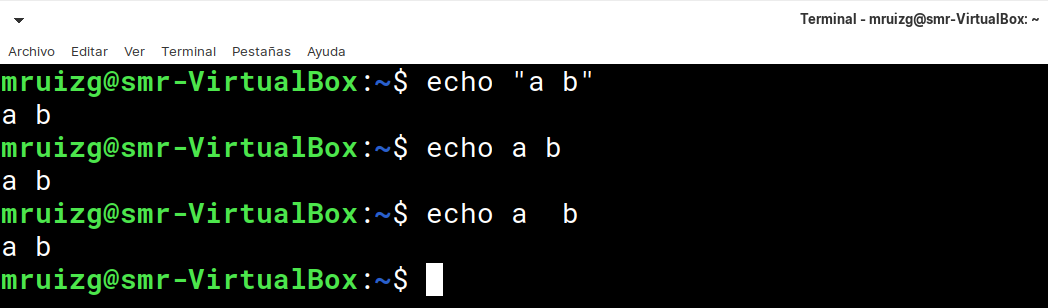 Terminal - mruizg@smr-VirtualBox: ~
Archivo Editar Ver Terminal Pestañas Ayuda
mruizg@smr-VirtualBox:~$ echo "a b"
a b
mruizg@smr-VirtualBox:~$ echo a b
a b
mruizg@smr-VirtualBox:~$ echo a  b
a b
mruizg@smr-VirtualBox:~$